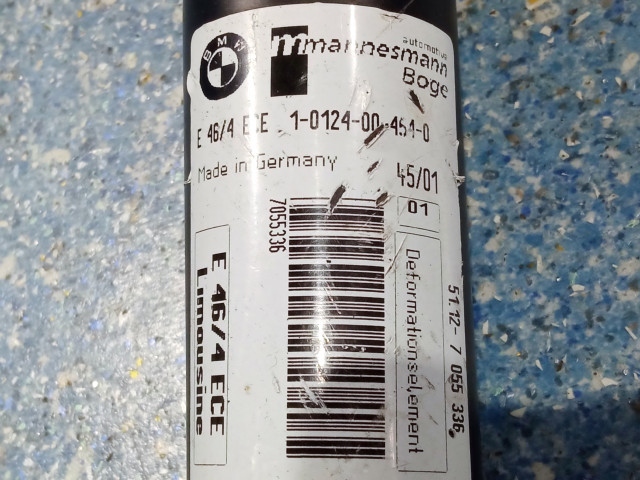 BMW
automotive
mmannesmann
Boge
E 46/4 ECE 1-0124-00-454-0
Made in Germany
45/01
01
7055336
E 46/4 ECE
Limousine
Deformationselement
51.12- 7 055 336